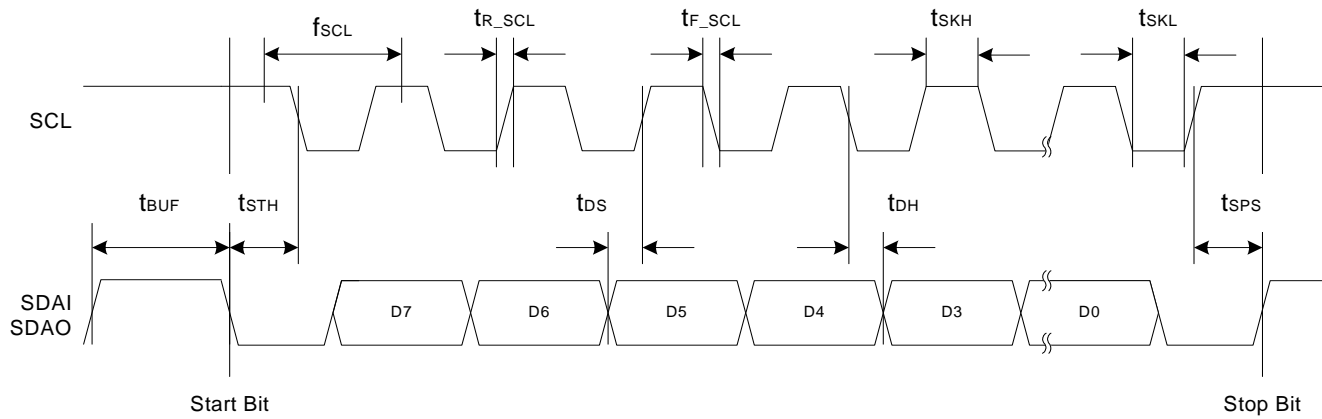 fSCL tR_SCL tF_SCL tSKH tSKL
SCL
tBUF tSTH tDS tDH tSPS
SDAI
SDAO
D7 D6 D5 D4 D3 D0
Start Bit Stop Bit